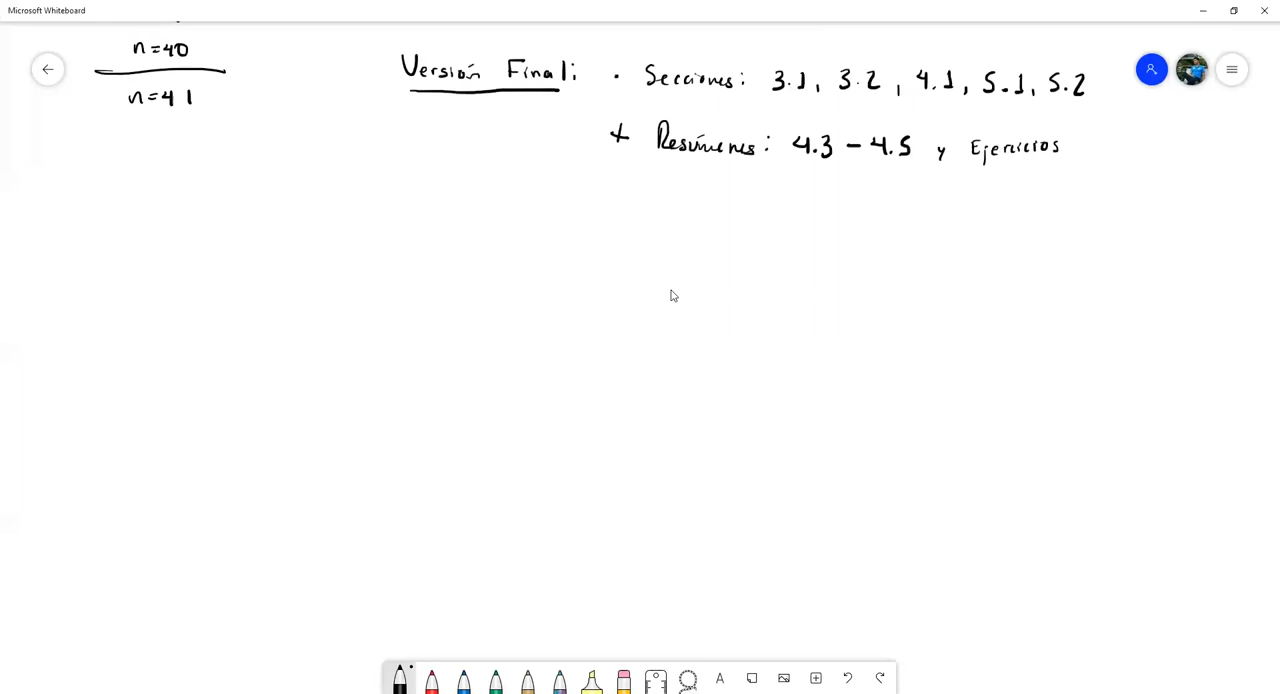 Microsoft Whiteboard
n = 40
n = 41
Versión Final: · Secciones: 3.1, 3.2, 4.1, 5.1, 5.2
+ Resúmenes: 4.3 – 4.5 y Ejercicios